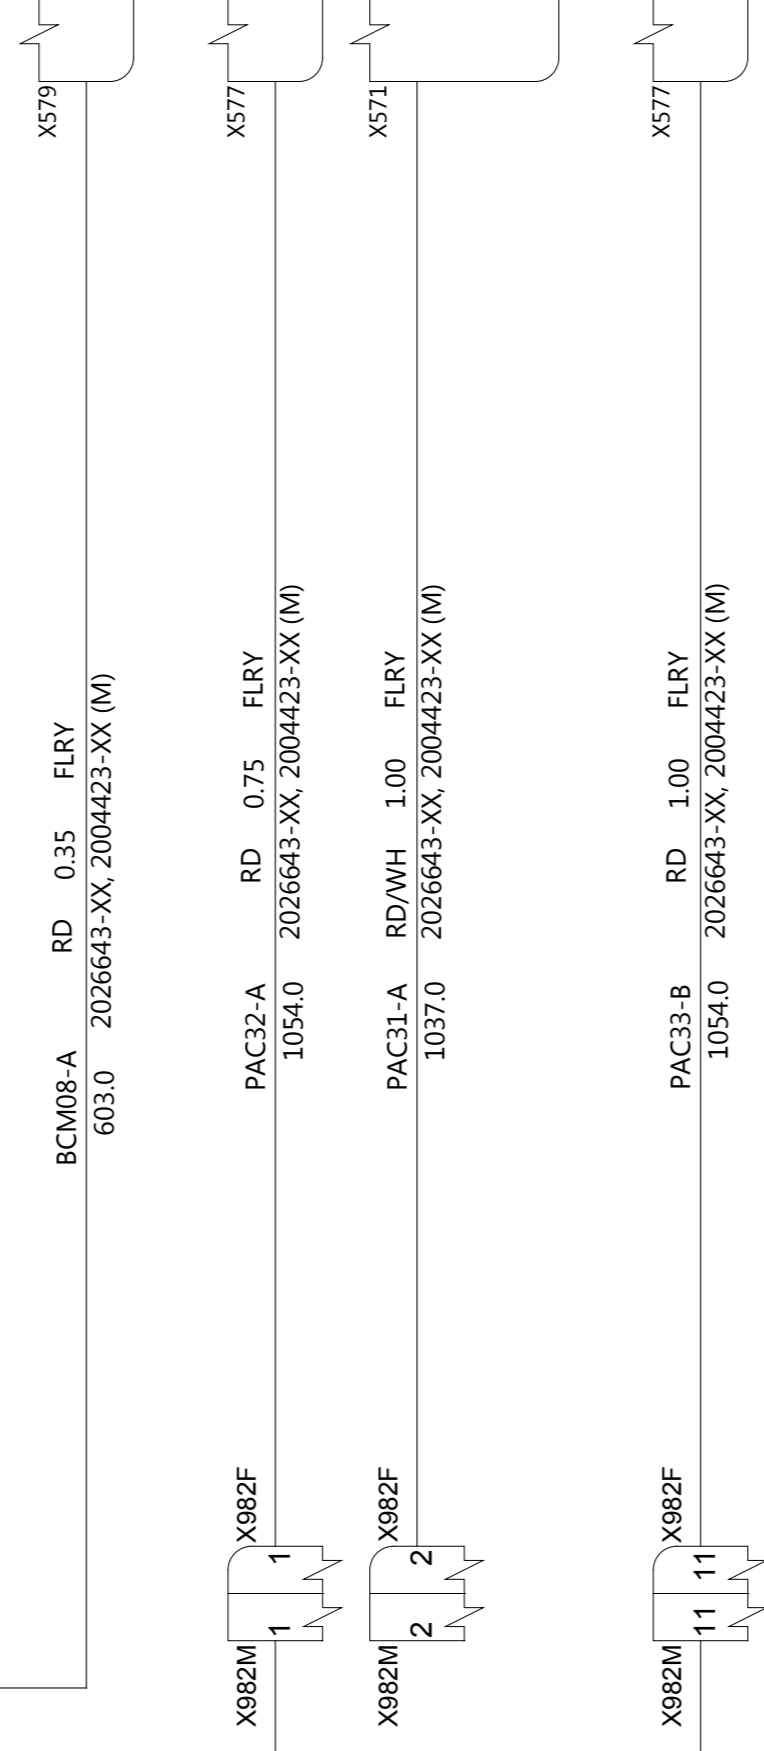 X579
X577
X571
X577
BCM08-A RD 0.35 FLRY
603.0 2026643-XX, 2004423-XX (M)
PAC32-A RD 0.75 FLRY
1054.0 2026643-XX, 2004423-XX (M)
PAC31-A RD/WH 1.00 FLRY
1037.0 2026643-XX, 2004423-XX (M)
PAC33-B RD 1.00 FLRY
1054.0 2026643-XX, 2004423-XX (M)
X982M X982F
1 1
X982M X982F
2 2
X982M X982F
11 11